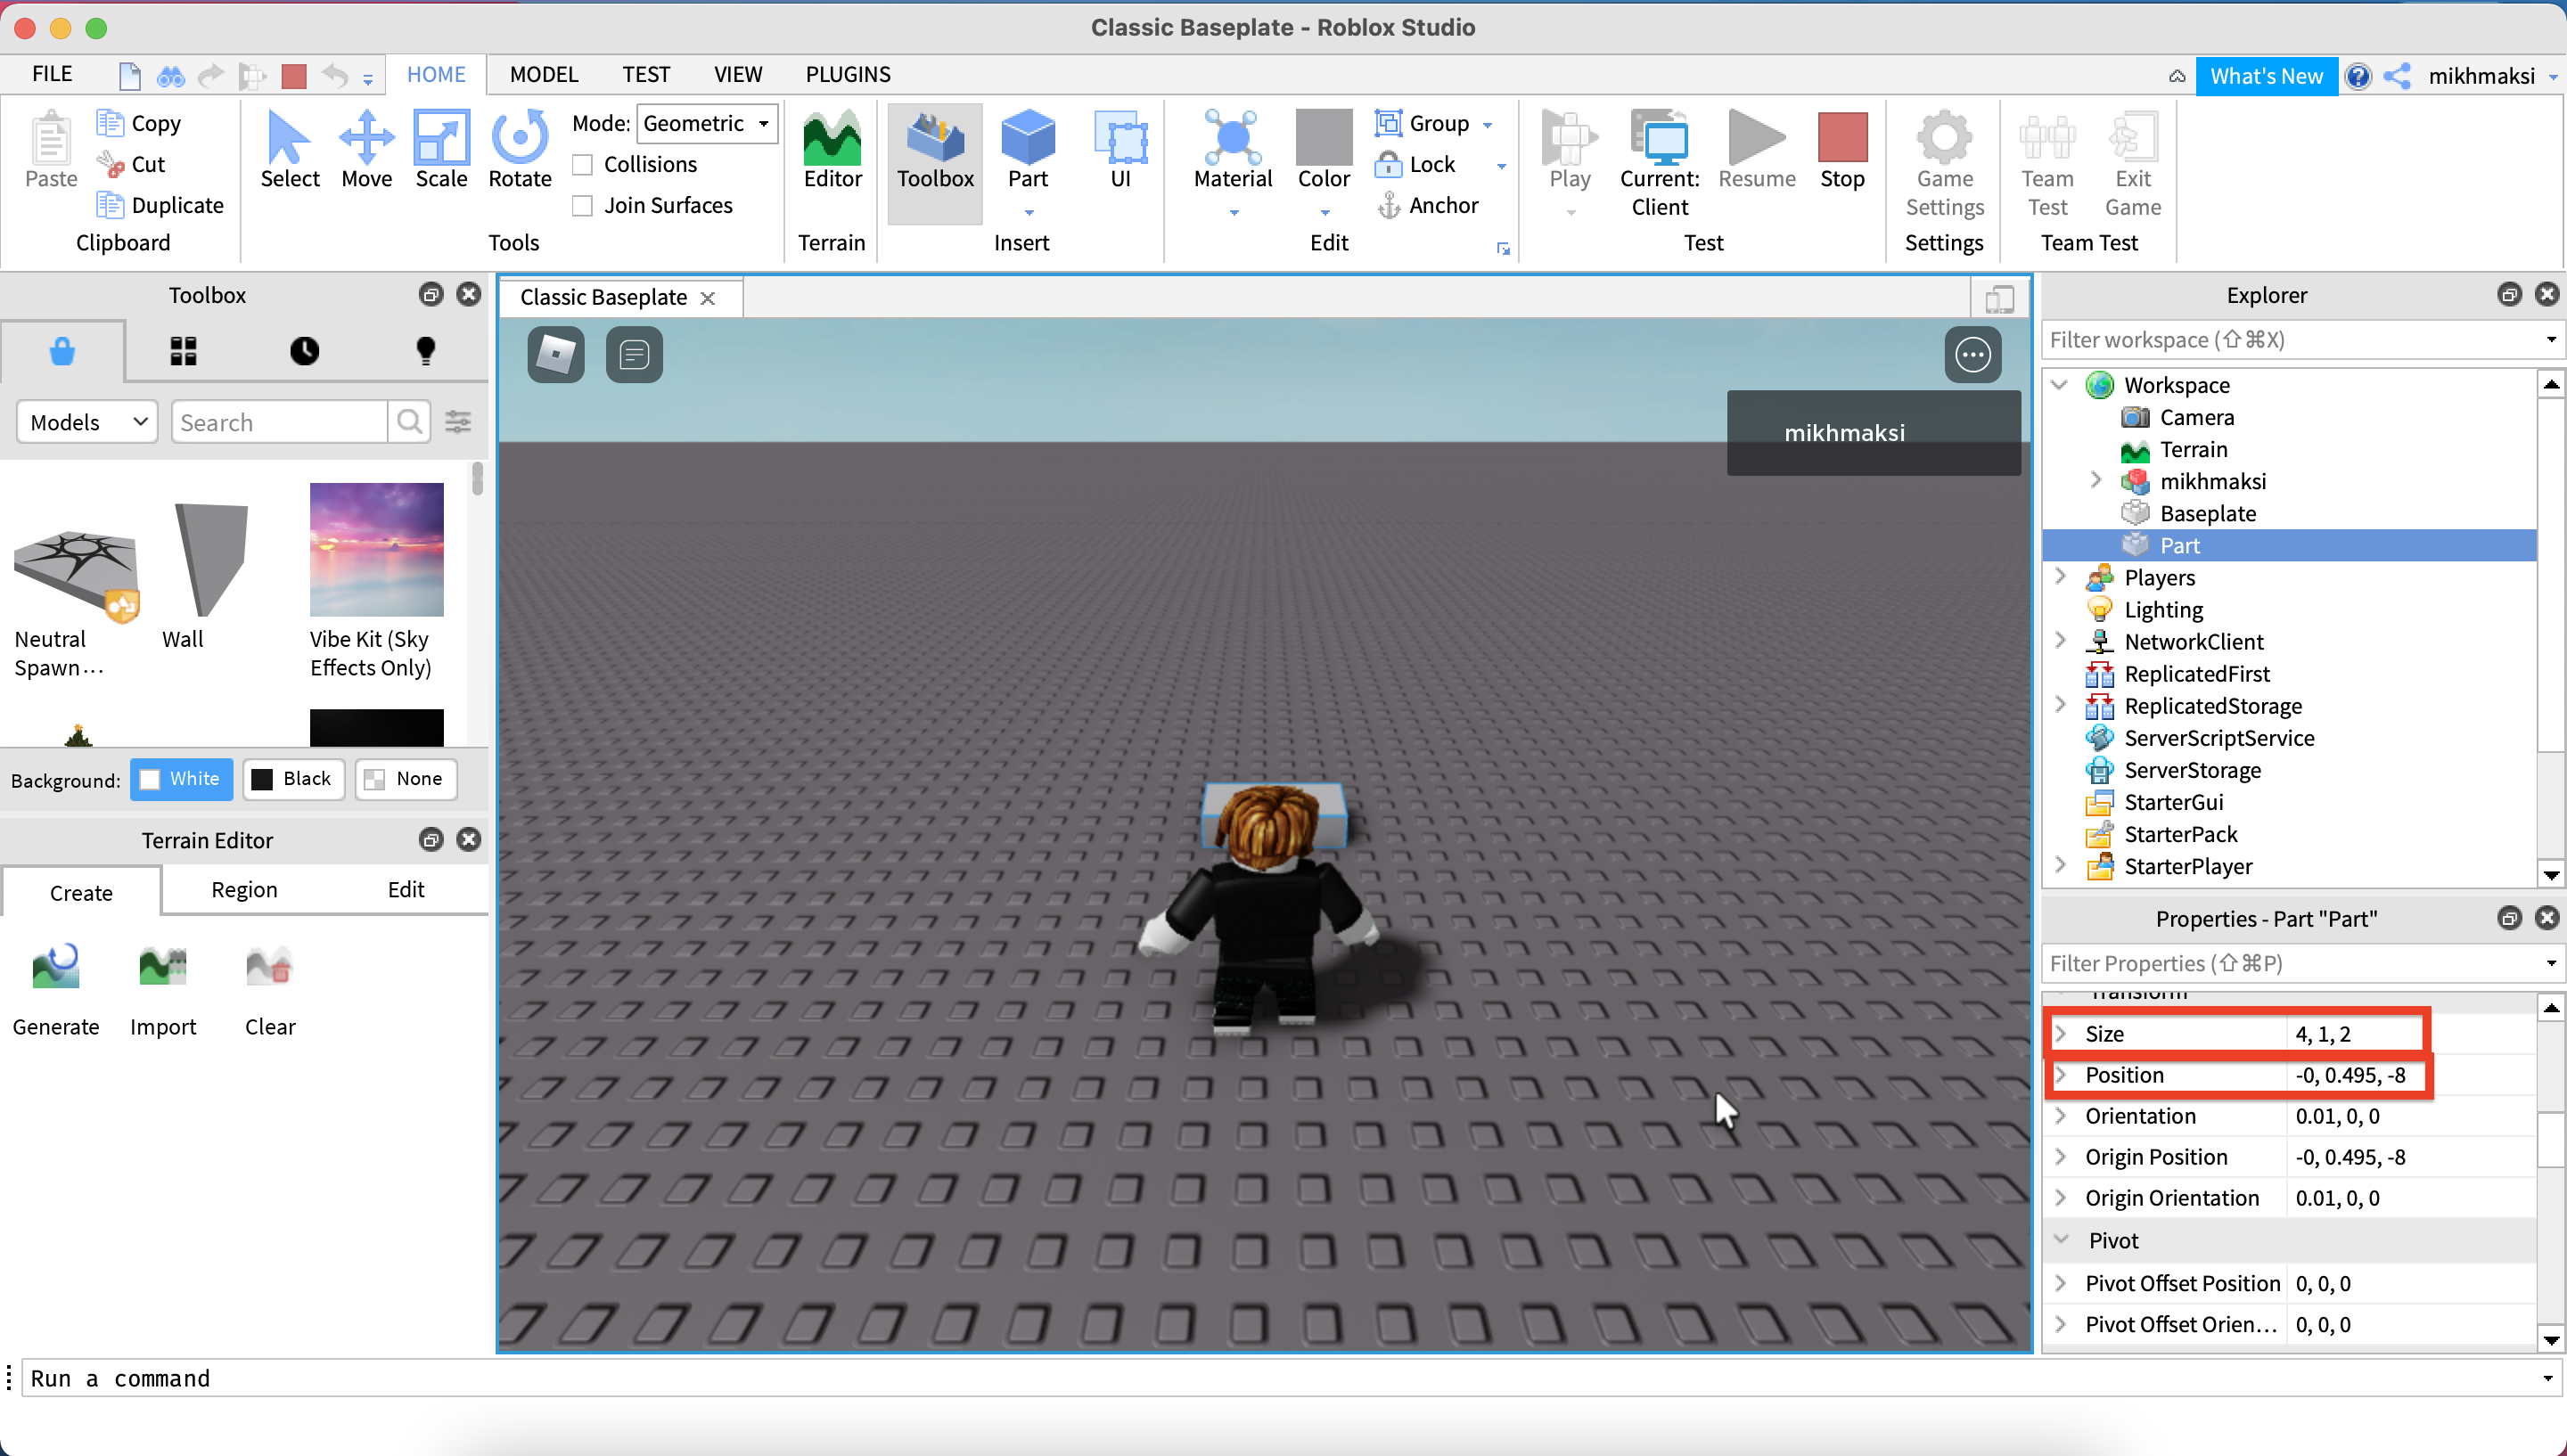 Classic Baseplate - Roblox Studio
FILE
HOME
MODEL
TEST
VIEW
PLUGINS
What's New
mikhmaksi
Paste
Copy
Cut
Duplicate
Clipboard
Select
Move
Scale
Rotate
Mode: Geometric
Collisions
Join Surfaces
Tools
Editor
Terrain
Toolbox
Part
UI
Insert
Material
Color
Group
Lock
Anchor
Edit
Play
Current:
Client
Resume
Stop
Test
Game
Settings
Settings
Team
Test
Exit
Game
Team Test
Toolbox
Models
Search
Neutral
Spawn...
Wall
Vibe Kit (Sky
Effects Only)
Background:
White
Black
None
Terrain Editor
Create
Region
Edit
Generate
Import
Clear
Classic Baseplate
mikhmaksi
Explorer
Filter workspace (⇧⌘X)
Workspace
Camera
Terrain
mikhmaksi
Baseplate
Part
Players
Lighting
NetworkClient
ReplicatedFirst
ReplicatedStorage
ServerScriptService
ServerStorage
StarterGui
StarterPack
StarterPlayer
Properties - Part "Part"
Filter Properties (⇧⌘P)
Transform
Size 4, 1, 2
Position -0, 0.495, -8
Orientation 0.01, 0, 0
Origin Position -0, 0.495, -8
Origin Orientation 0.01, 0, 0
Pivot
Pivot Offset Position 0, 0, 0
Pivot Offset Orien... 0, 0, 0
Run a command